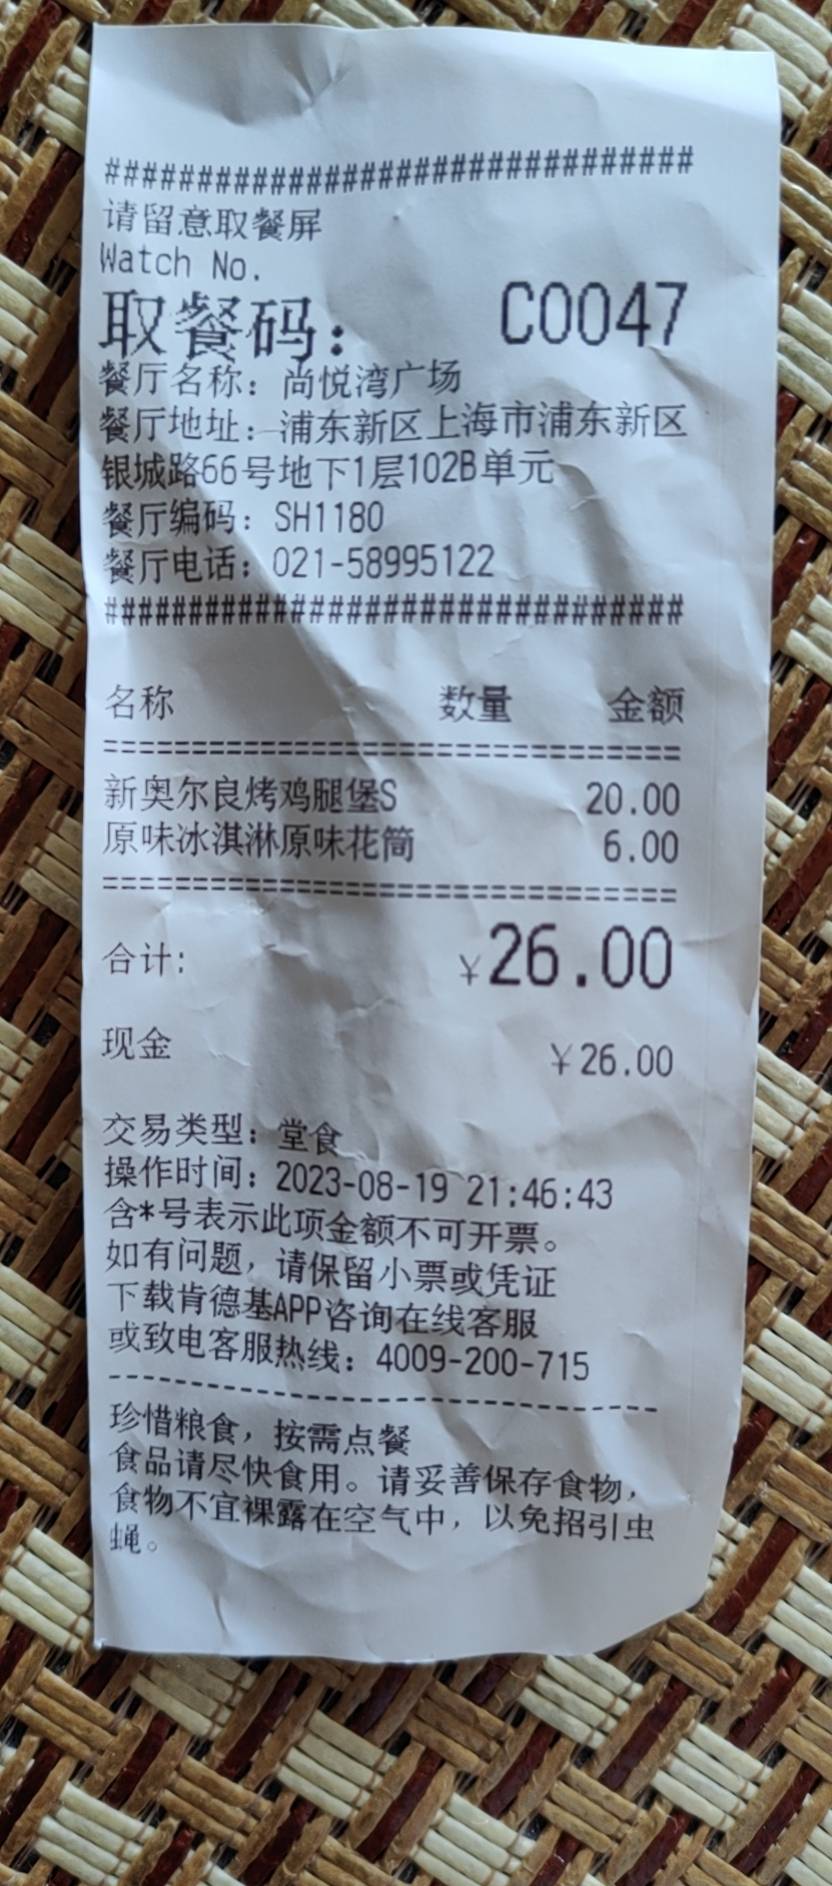 ################################
请留意取餐屏
Watch No.
取餐码： C0047
餐厅名称：尚悦湾广场
餐厅地址：浦东新区上海市浦东新区
银城路66号地下1层102B单元
餐厅编码：SH1180
餐厅电话：021-58995122
################################
名称 数量 金额
================================
新奥尔良烤鸡腿堡S 20.00
原味冰淇淋原味花筒 6.00
================================
合计: ¥26.00
现金 ¥26.00
交易类型：堂食
操作时间：2023-08-19 21:46:43
含*号表示此项金额不可开票。
如有问题，请保留小票或凭证
下载肯德基APP咨询在线客服
或致电客服热线：4009-200-715
--------------------------------
珍惜粮食，按需点餐
食品请尽快食用。请妥善保存食物，
食物不宜裸露在空气中，以免招引虫
蝇。